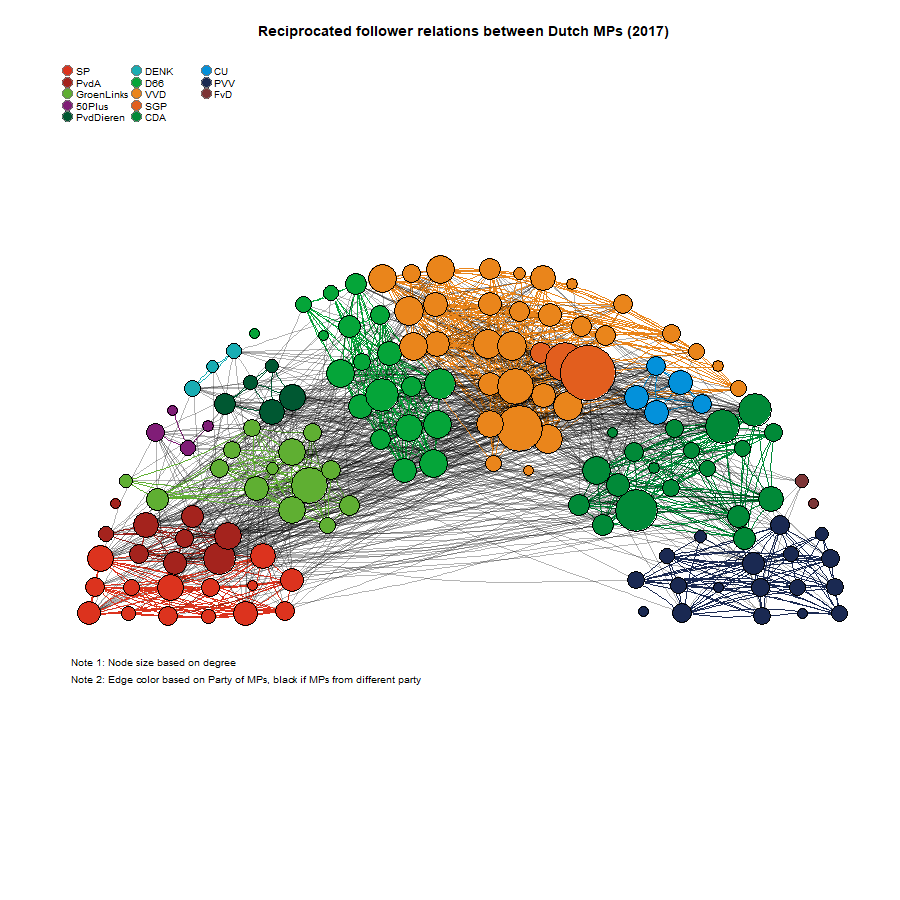 Reciprocated follower relations between Dutch MPs (2017)
SP
PvdA
GroenLinks
50Plus
PvdDieren
DENK
D66
VVD
SGP
CDA
CU
PVV
FvD
Note 1: Node size based on degree
Note 2: Edge color based on Party of MPs, black if MPs from different party